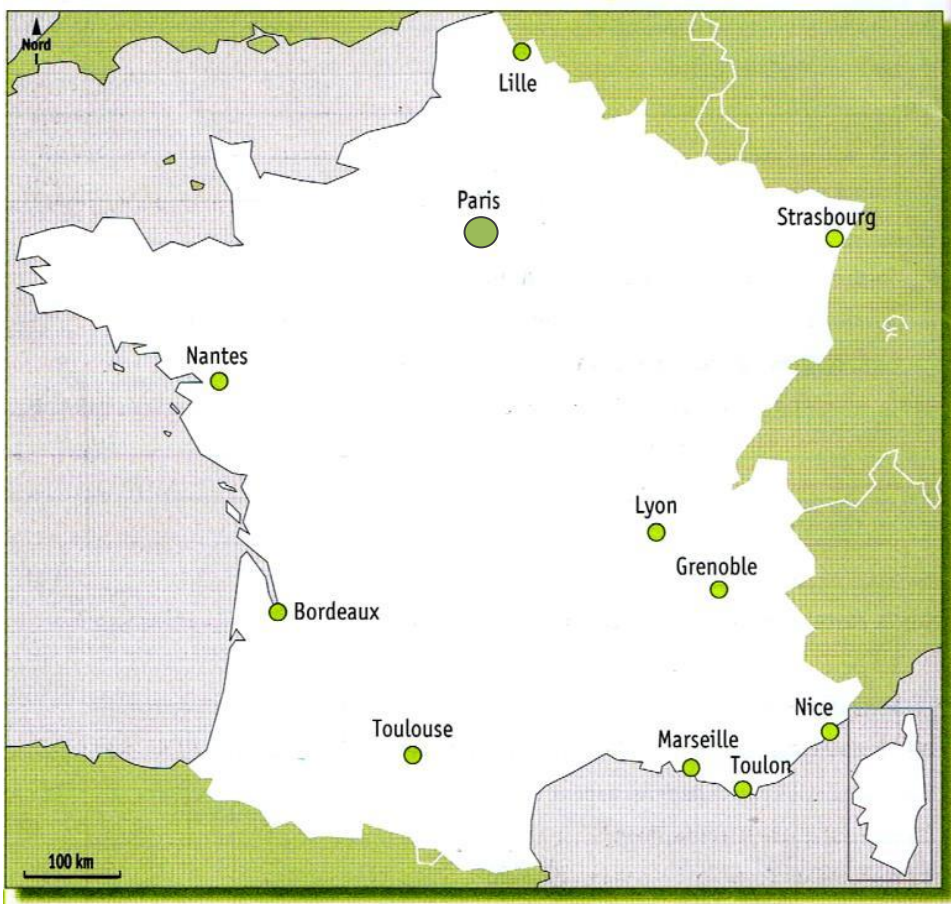 Nord
Lille
Paris
Strasbourg
Nantes
Lyon
Grenoble
Bordeaux
Nice
Toulouse
Marseille
Toulon
100 km